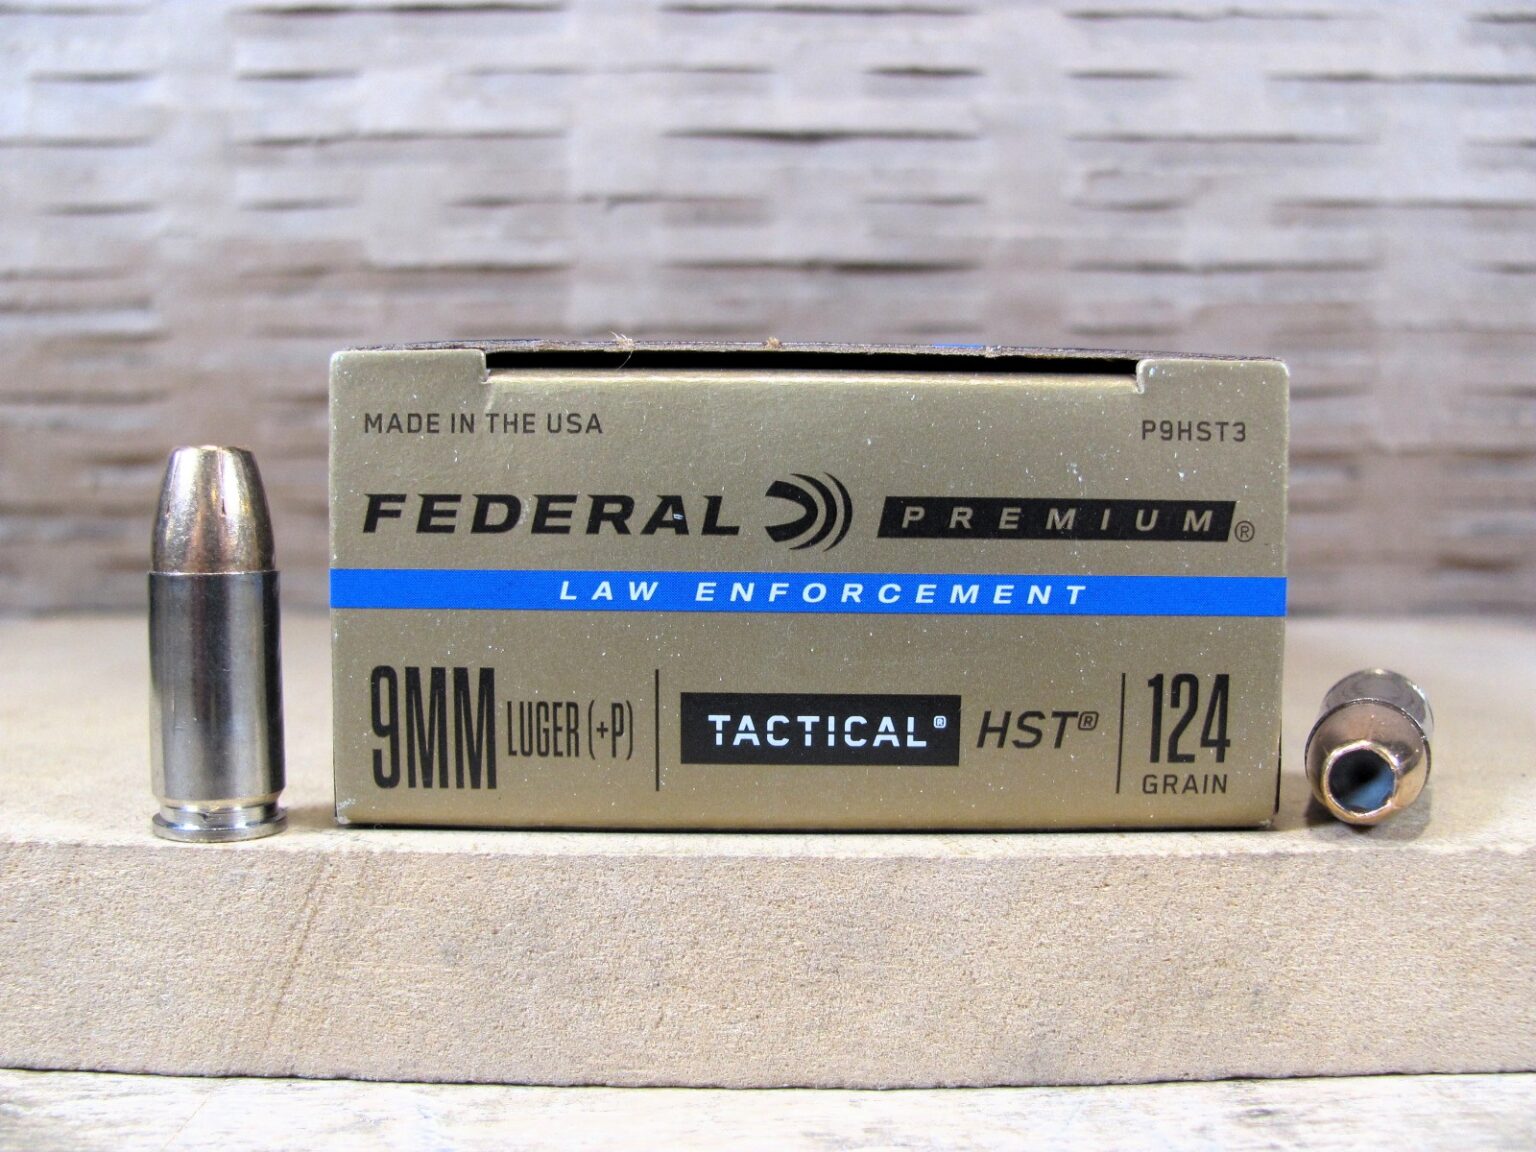 MADE IN THE USA
P9HST3
FEDERAL PREMIUM®
LAW ENFORCEMENT
9MM LUGER (+P) TACTICAL® HST® 124
GRAIN